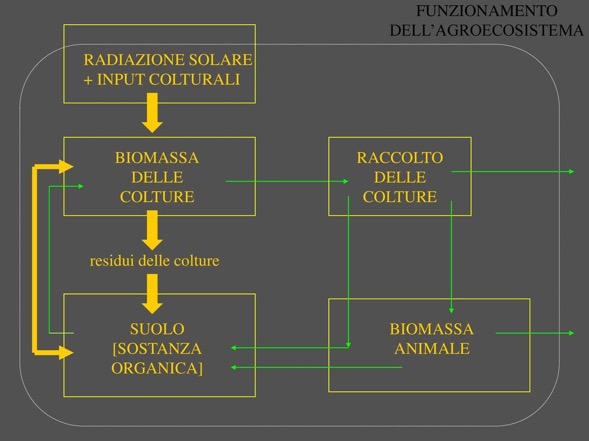 FUNZIONAMENTO
DELL'AGROECOSISTEMA
RADIAZIONE SOLARE
+ INPUT COLTURALI
BIOMASSA
DELLE
COLTURE
RACCOLTO
DELLE
COLTURE
residui delle colture
SUOLO
[SOSTANZA
ORGANICA]
BIOMASSA
ANIMALE